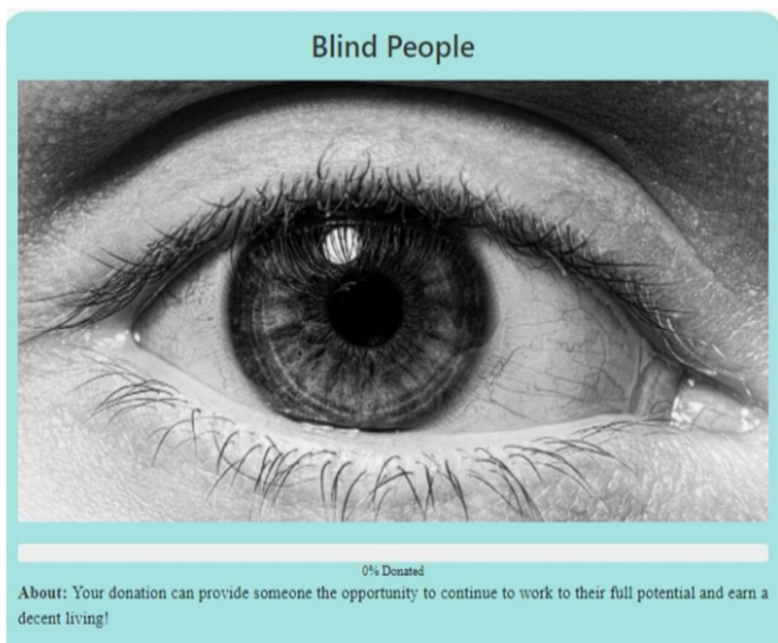 Blind People
0% Donated
About: Your donation can provide someone the opportunity to continue to work to their full potential and earn a
decent living!